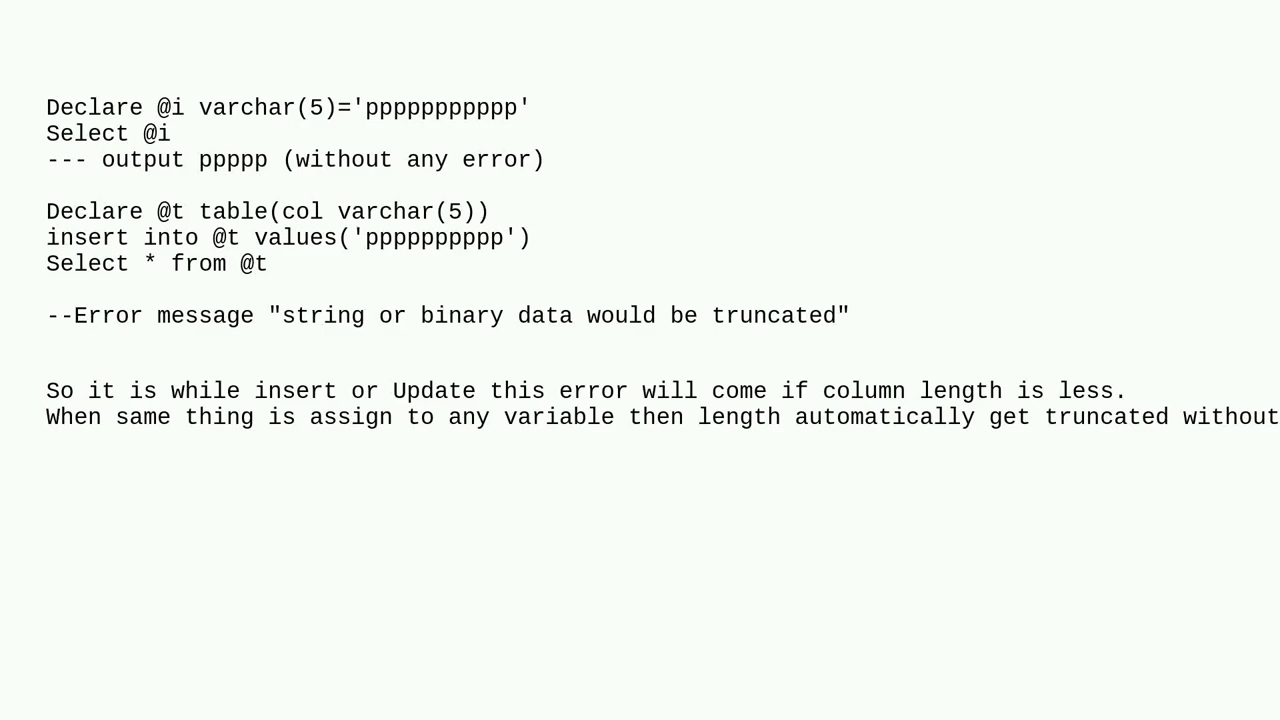 Declare @i varchar(5)='ppppppppppp'
Select @i
--- output ppppp (without any error)
Declare @t table(col varchar(5))
insert into @t values('pppppppppp')
Select * from @t
--Error message "string or binary data would be truncated"
So it is while insert or Update this error will come if column length is less.
When same thing is assign to any variable then length automatically get truncated without